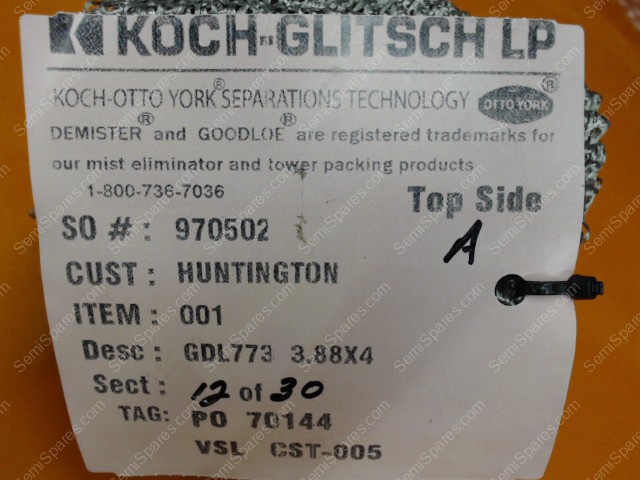 KOCH-GLITSCH LP
KOCH-OTTO YORK® SEPARATIONS TECHNOLOGY OTTO YORK®
DEMISTER® and GOODLOE® are registered trademarks for
our mist eliminator and tower packing products
1-800-736-7036
Top Side
A
SO #: 970502
CUST: HUNTINGTON
ITEM: 001
Desc: GDL773 3.88X4
Sect: 12 of 30
TAG: PO 70144
VSL CST-005
SemiSpares.com